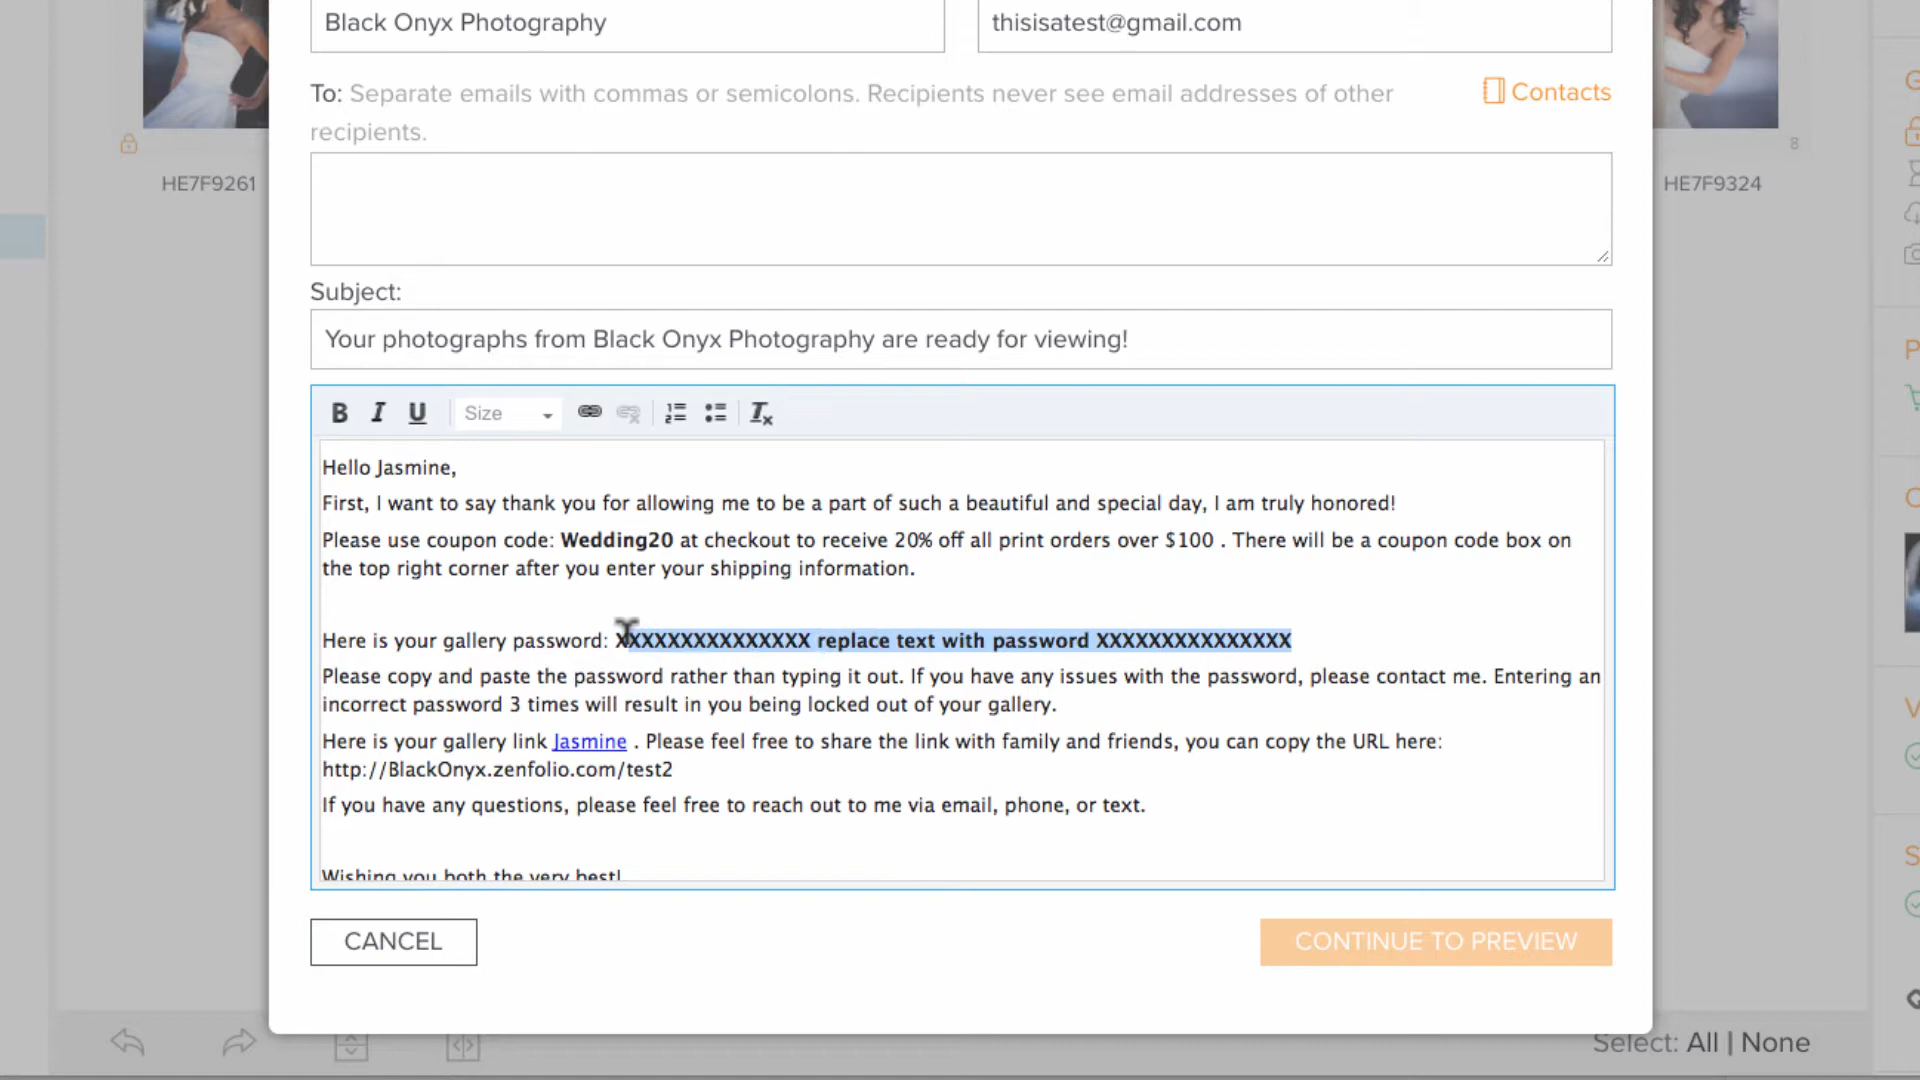 Black Onyx Photography
thisisatest@gmail.com
To: Separate emails with commas or semicolons. Recipients never see email addresses of other
recipients.
Contacts
HE7F9261
8
HE7F9324
Subject:
Your photographs from Black Onyx Photography are ready for viewing!
B I U Size
Hello Jasmine,
First, I want to say thank you for allowing me to be a part of such a beautiful and special day, I am truly honored!
Please use coupon code: Wedding20 at checkout to receive 20% off all print orders over $100 . There will be a coupon code box on
the top right corner after you enter your shipping information.
Here is your gallery password: XXXXXXXXXXXXXXX replace text with password XXXXXXXXXXXXXXX
Please copy and paste the password rather than typing it out. If you have any issues with the password, please contact me. Entering an
incorrect password 3 times will result in you being locked out of your gallery.
Here is your gallery link Jasmine . Please feel free to share the link with family and friends, you can copy the URL here:
http://BlackOnyx.zenfolio.com/test2
If you have any questions, please feel free to reach out to me via email, phone, or text.
Wishing you both the very best!
CANCEL
CONTINUE TO PREVIEW
Select: All | None